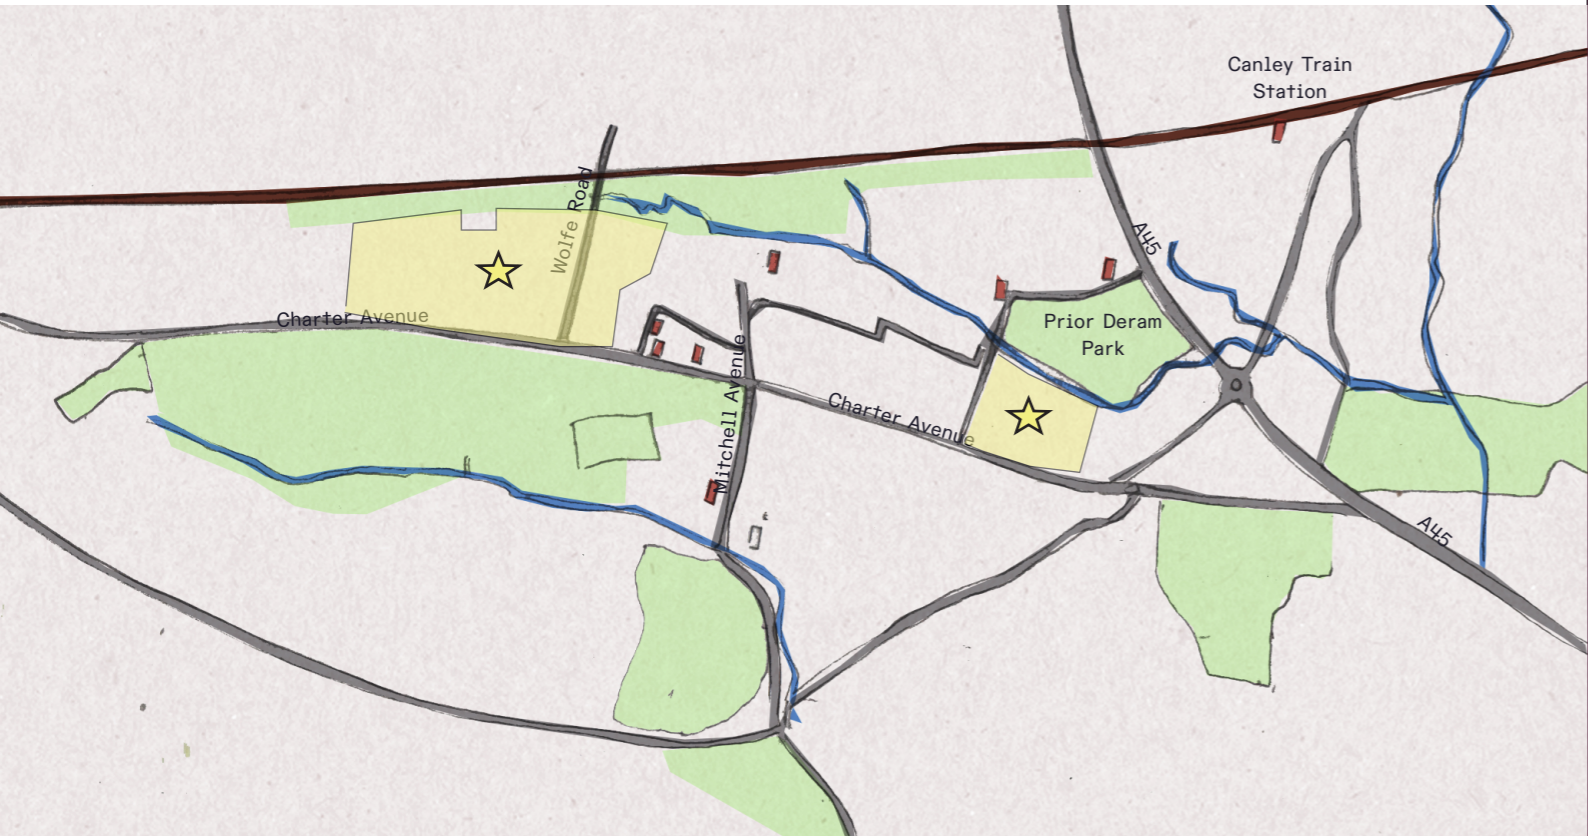 Canley Train
Station
Wolfe Road
A45
Charter Avenue
Prior Deram
Park
Mitchell Avenue
Charter Avenue
A45